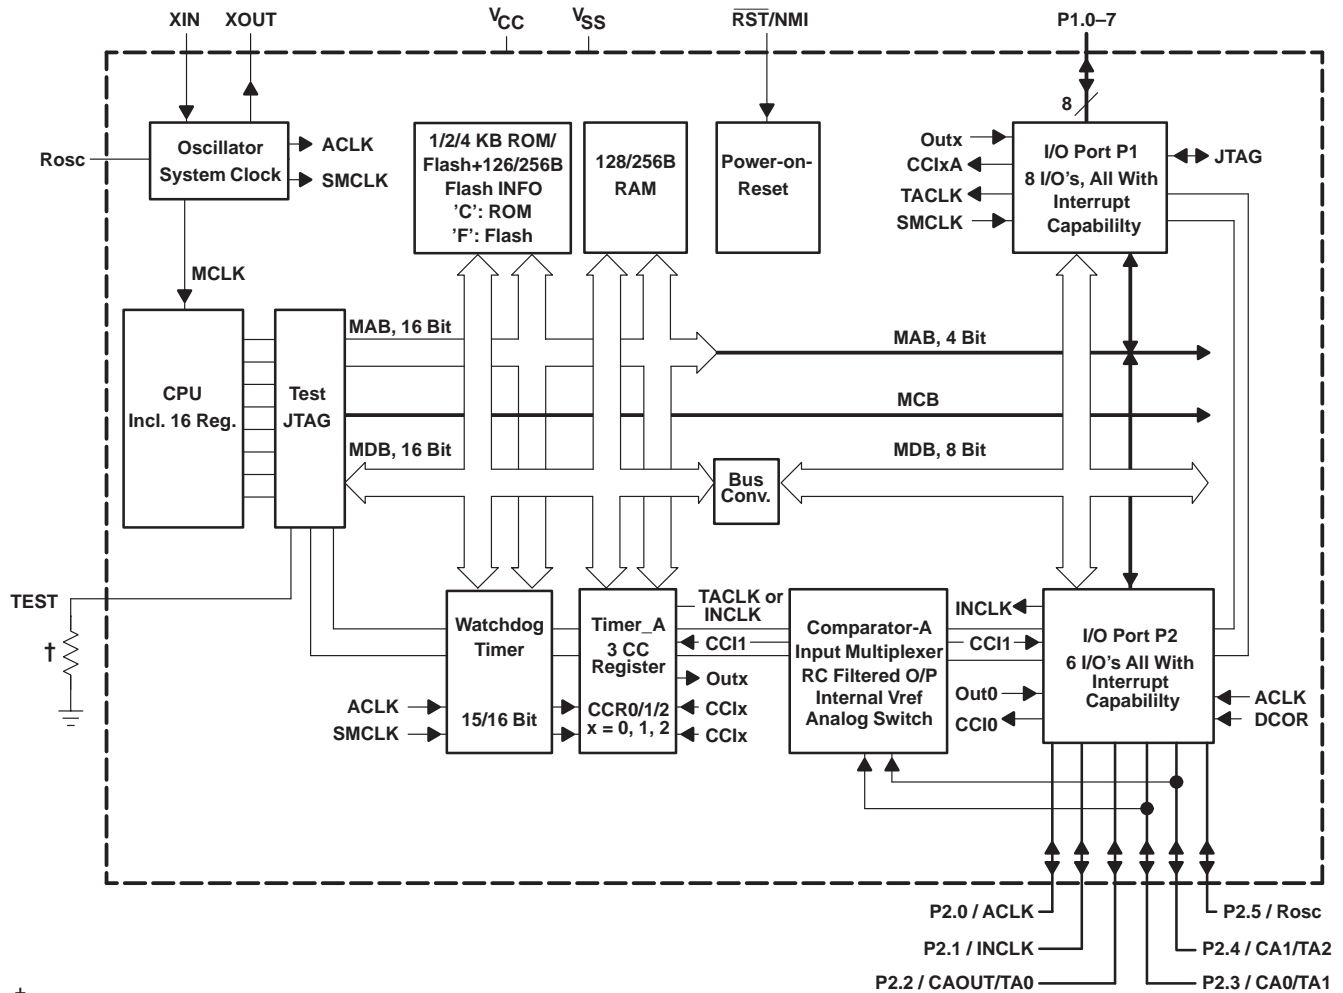 XIN XOUT VCC VSS RST/NMI P1.0–7
8
Rosc
Oscillator
System Clock
ACLK
SMCLK
MCLK
1/2/4 KB ROM/
Flash+126/256B
Flash INFO
'C': ROM
'F': Flash
128/256B
RAM
Power-on-
Reset
Outx
CCIxA
TACLK
SMCLK
I/O Port P1
8 I/O's, All With
Interrupt
Capabililty
JTAG
CPU
Incl. 16 Reg.
Test
JTAG
MAB, 16 Bit
MAB, 4 Bit
MCB
MDB, 16 Bit
MDB, 8 Bit
Bus
Conv.
TEST
†
ACLK
SMCLK
Watchdog
Timer
15/16 Bit
Timer_A
3 CC
Register
CCR0/1/2
x = 0, 1, 2
TACLK or
INCLK
CCI1
Outx
CCIx
CCIx
Comparator-A
Input Multiplexer
RC Filtered O/P
Internal Vref
Analog Switch
INCLK
CCI1
Out0
CCI0
I/O Port P2
6 I/O's All With
Interrupt
Capabililty
ACLK
DCOR
P2.0 / ACLK
P2.1 / INCLK
P2.2 / CAOUT/TA0
P2.5 / Rosc
P2.4 / CA1/TA2
P2.3 / CA0/TA1
†